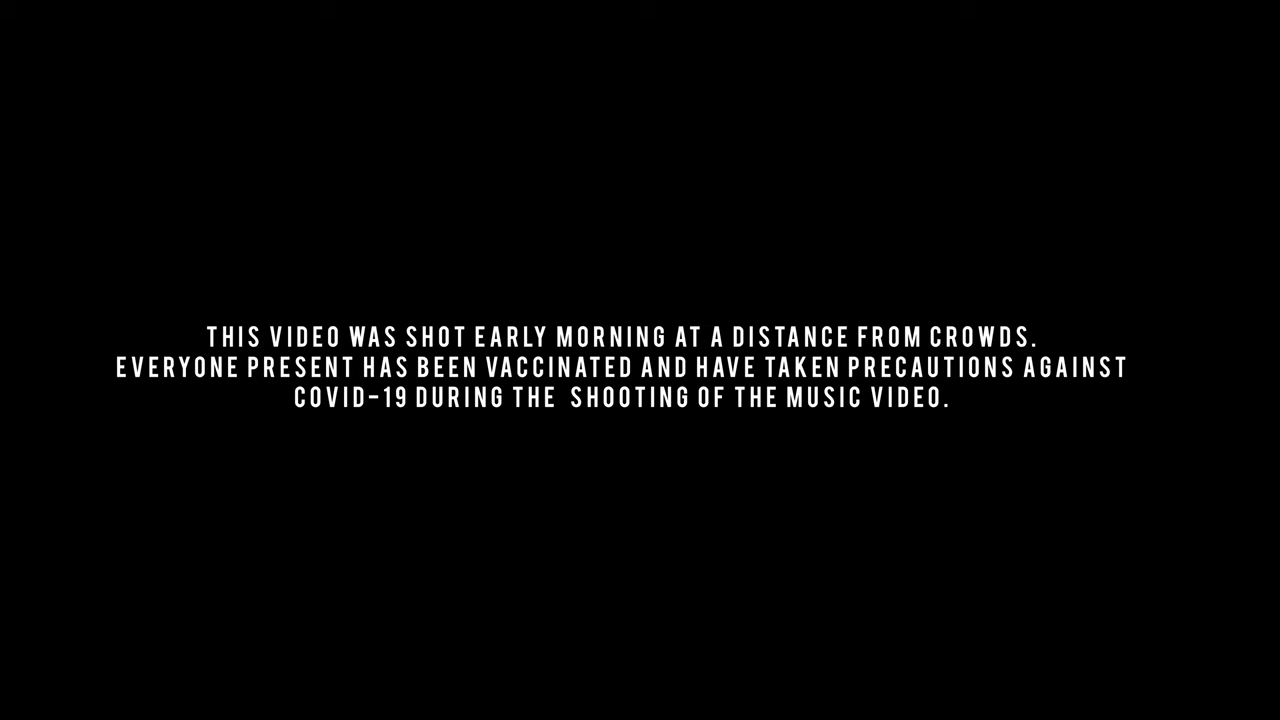 THIS VIDEO WAS SHOT EARLY MORNING AT A DISTANCE FROM CROWDS.
EVERYONE PRESENT HAS BEEN VACCINATED AND HAVE TAKEN PRECAUTIONS AGAINST
COVID-19 DURING THE SHOOTING OF THE MUSIC VIDEO.